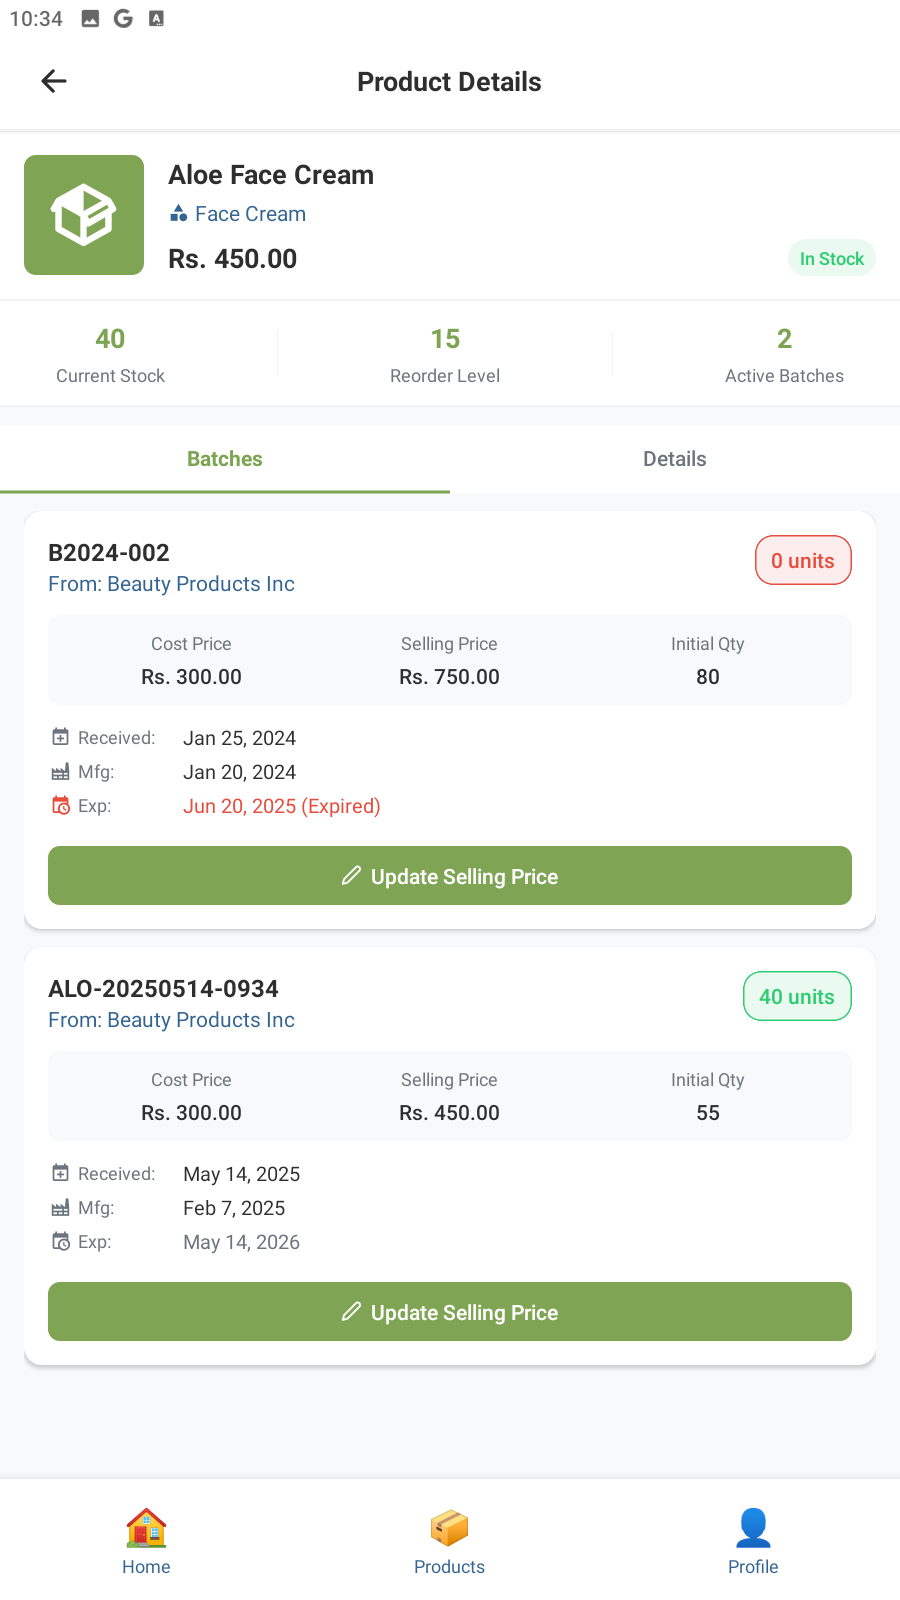 10:34
Product Details
Aloe Face Cream
Face Cream
Rs. 450.00
In Stock
40
15
2
Current Stock
Reorder Level
Active Batches
Batches
Details
B2024-002
0 units
From: Beauty Products Inc
Cost Price
Selling Price
Initial Qty
Rs. 300.00
Rs. 750.00
80
Received: Jan 25, 2024
Mfg: Jan 20, 2024
Exp: Jun 20, 2025 (Expired)
Update Selling Price
ALO-20250514-0934
40 units
From: Beauty Products Inc
Cost Price
Selling Price
Initial Qty
Rs. 300.00
Rs. 450.00
55
Received: May 14, 2025
Mfg: Feb 7, 2025
Exp: May 14, 2026
Update Selling Price
Home
Products
Profile